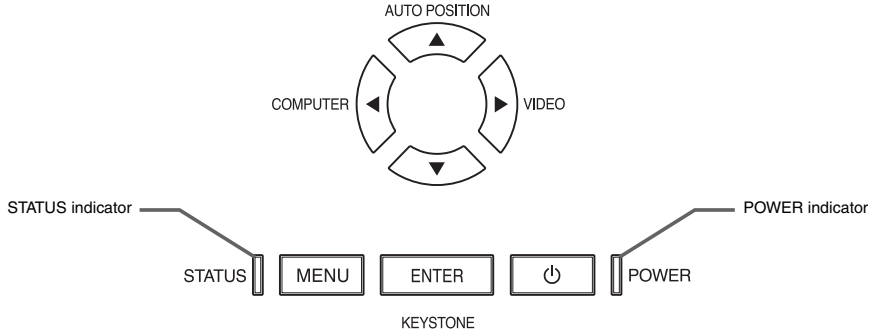 AUTO POSITION
COMPUTER
VIDEO
STATUS indicator
POWER indicator
STATUS
MENU
ENTER
POWER
KEYSTONE